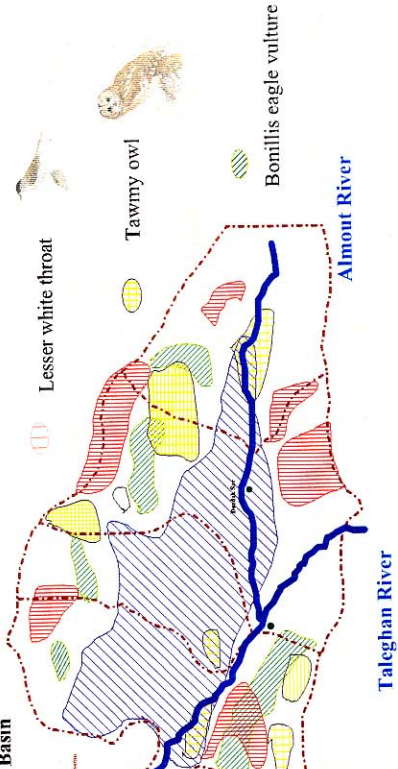 Basin
Lesser white throat
Tawmy owl
Bonillis eagle vulture
Almout River
Taleghan River